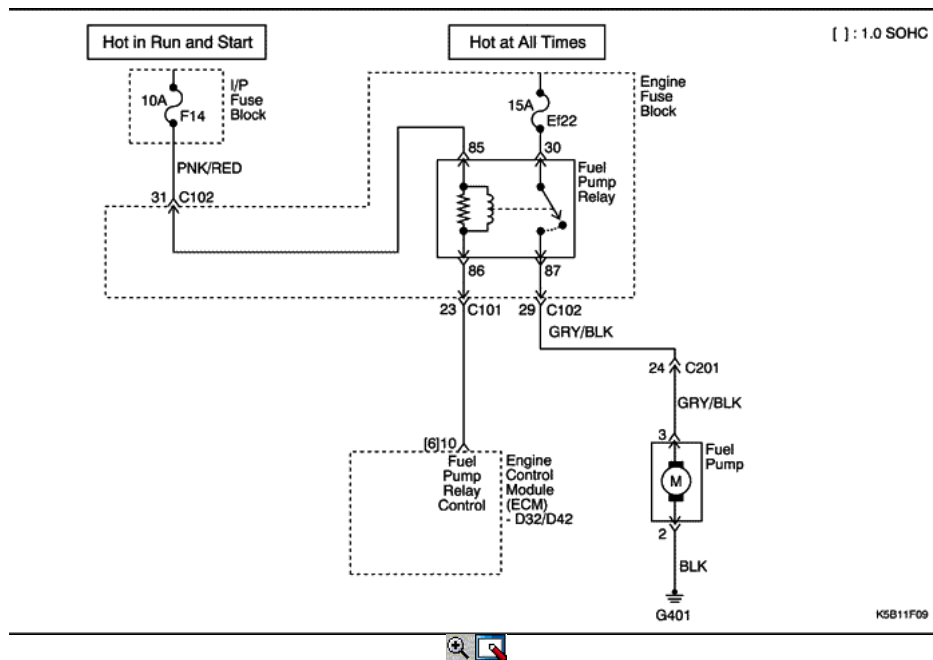 Hot in Run and Start
Hot at All Times
[ ] : 1.0 SOHC
10A
F14
I/P
Fuse
Block
15A
Ef22
Engine
Fuse
Block
PNK/RED
31
C102
85
30
Fuel
Pump
Relay
86
87
23
C101
29
C102
GRY/BLK
24
C201
GRY/BLK
[6]10
Fuel
Pump
Relay
Control
Engine
Control
Module
(ECM)
- D32/D42
3
Fuel
Pump
M
2
BLK
G401
K5B11F09